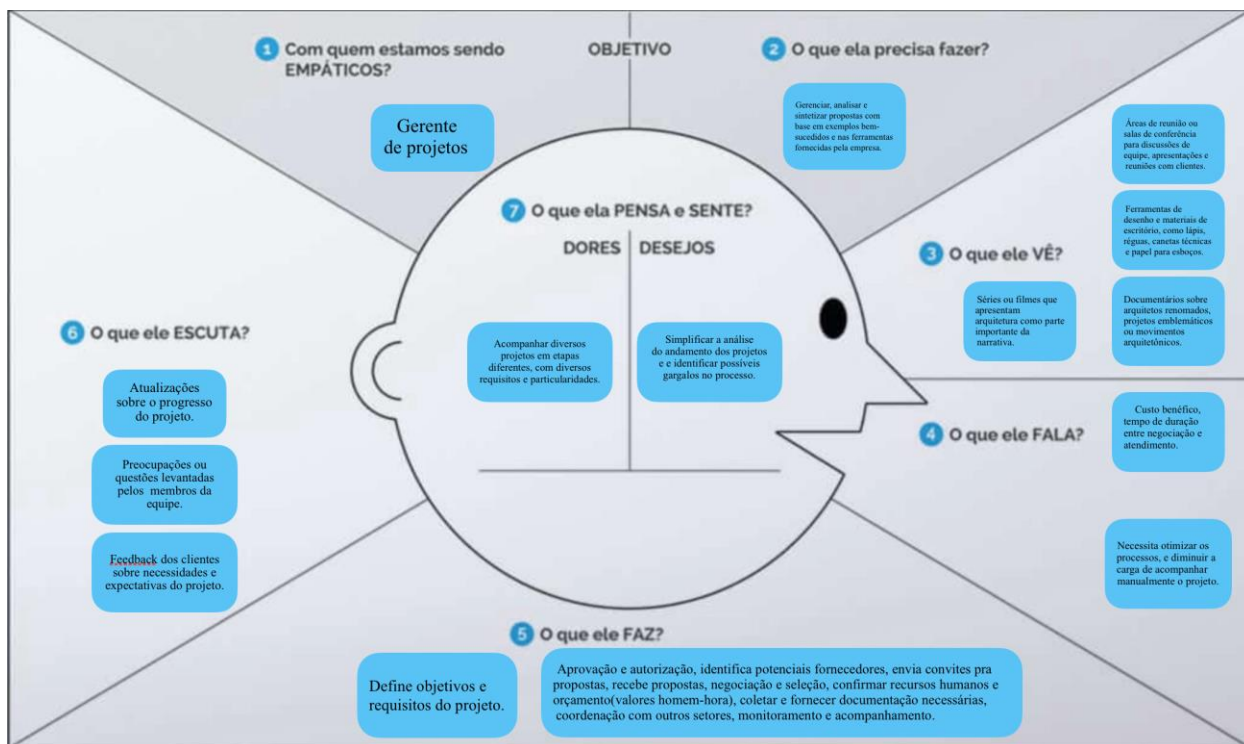 1 Com quem estamos sendo
EMPÁTICOS?
Gerente
de projetos
OBJETIVO
2 O que ela precisa fazer?
Gerenciar, analisar e
sintetizar propostas com
base em exemplos bem-
sucedidos e nas ferramentas
fornecidas pela empresa.
3 O que ele VÊ?
Áreas de reunião ou
salas de conferência
para discussões de
equipe, apresentações e
reuniões com clientes.
Ferramentas de
desenho e materiais de
escritório, como lápis,
réguas, canetas técnicas
e papel para esboços.
Séries ou filmes que
apresentam
arquitetura como parte
importante da
narrativa.
Documentários sobre
arquitetos renomados,
projetos emblemáticos
ou movimentos
arquitetônicos.
4 O que ele FALA?
Custo benéfico,
tempo de duração
entre negociação e
atendimento.
Necessita otimizar os
processos, e diminuir a
carga de acompanhar
manualmente o projeto.
5 O que ele FAZ?
Define objetivos e
requisitos do projeto.
Aprovação e autorização, identifica potenciais fornecedores, envia convites pra
propostas, recebe propostas, negociação e seleção, confirmar recursos humanos e
orçamento(valores homem-hora), coletar e fornecer documentação necessárias,
coordenação com outros setores, monitoramento e acompanhamento.
6 O que ele ESCUTA?
Atualizações
sobre o progresso
do projeto.
Preocupações ou
questões levantadas
pelos membros da
equipe.
Feedback dos clientes
sobre necessidades e
expectativas do projeto.
7 O que ela PENSA e SENTE?
DORES
Acompanhar diversos
projetos em etapas
diferentes, com diversos
requisitos e particularidades.
DESEJOS
Simplificar a análise
do andamento dos projetos
e e identificar possíveis
gargalos no processo.